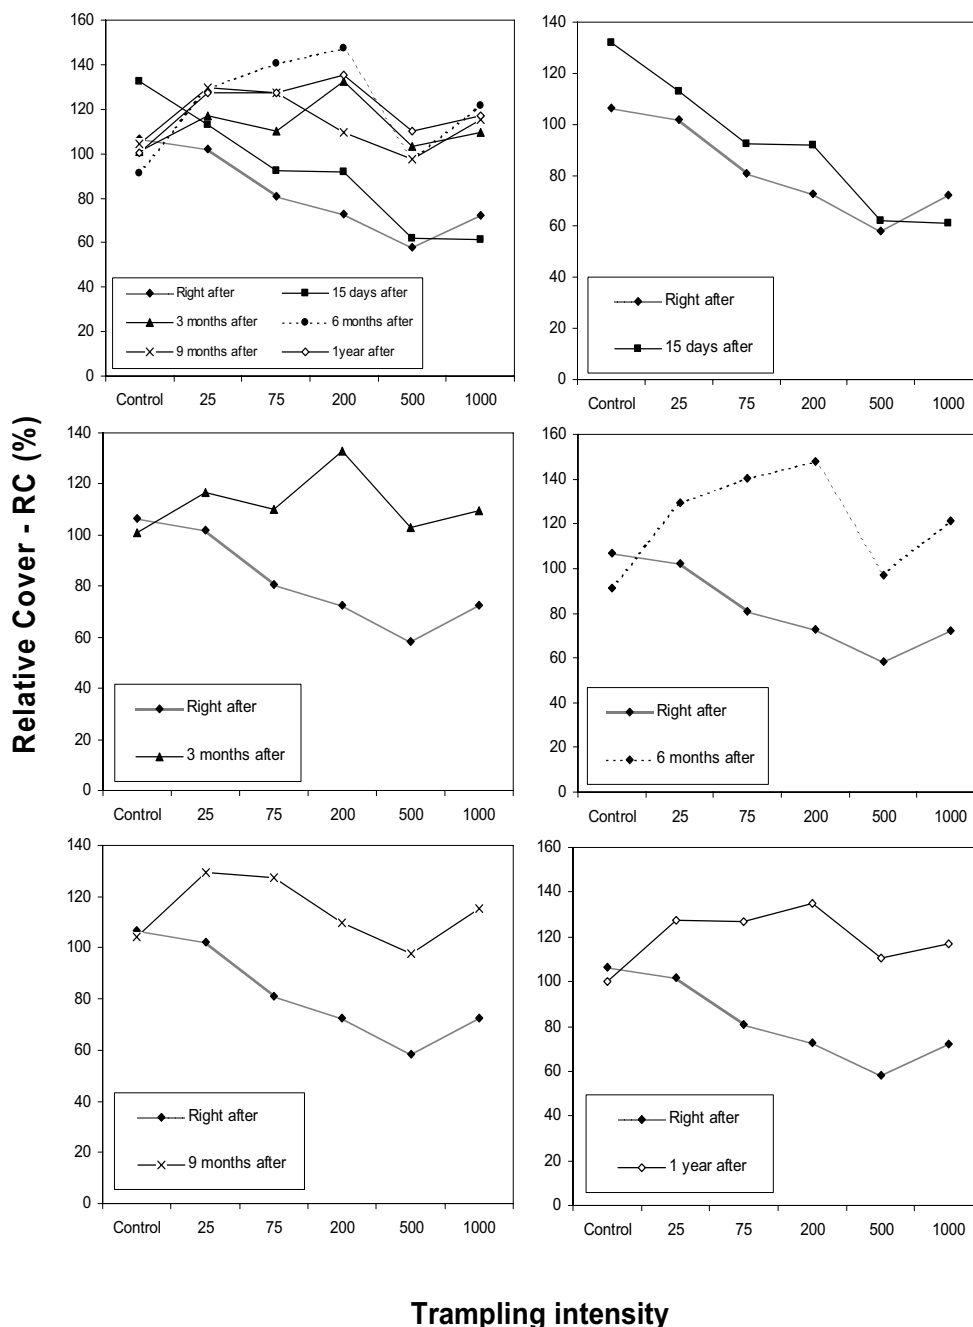 Relative Cover - RC (%)
160
140
120
100
80
60
40
20
0
Control 25 75 200 500 1000
Right after 15 days after
3 months after 6 months after
9 months after 1year after
140
120
100
80
60
40
20
0
Control 25 75 200 500 1000
Right after
15 days after
140
120
100
80
60
40
20
0
Control 25 75 200 500 1000
Right after
3 months after
160
140
120
100
80
60
40
20
0
Control 25 75 200 500 1000
Right after
6 months after
140
120
100
80
60
40
20
0
Control 25 75 200 500 1000
Right after
9 months after
160
140
120
100
80
60
40
20
0
Control 25 75 200 500 1000
Right after
1 year after
Trampling intensity